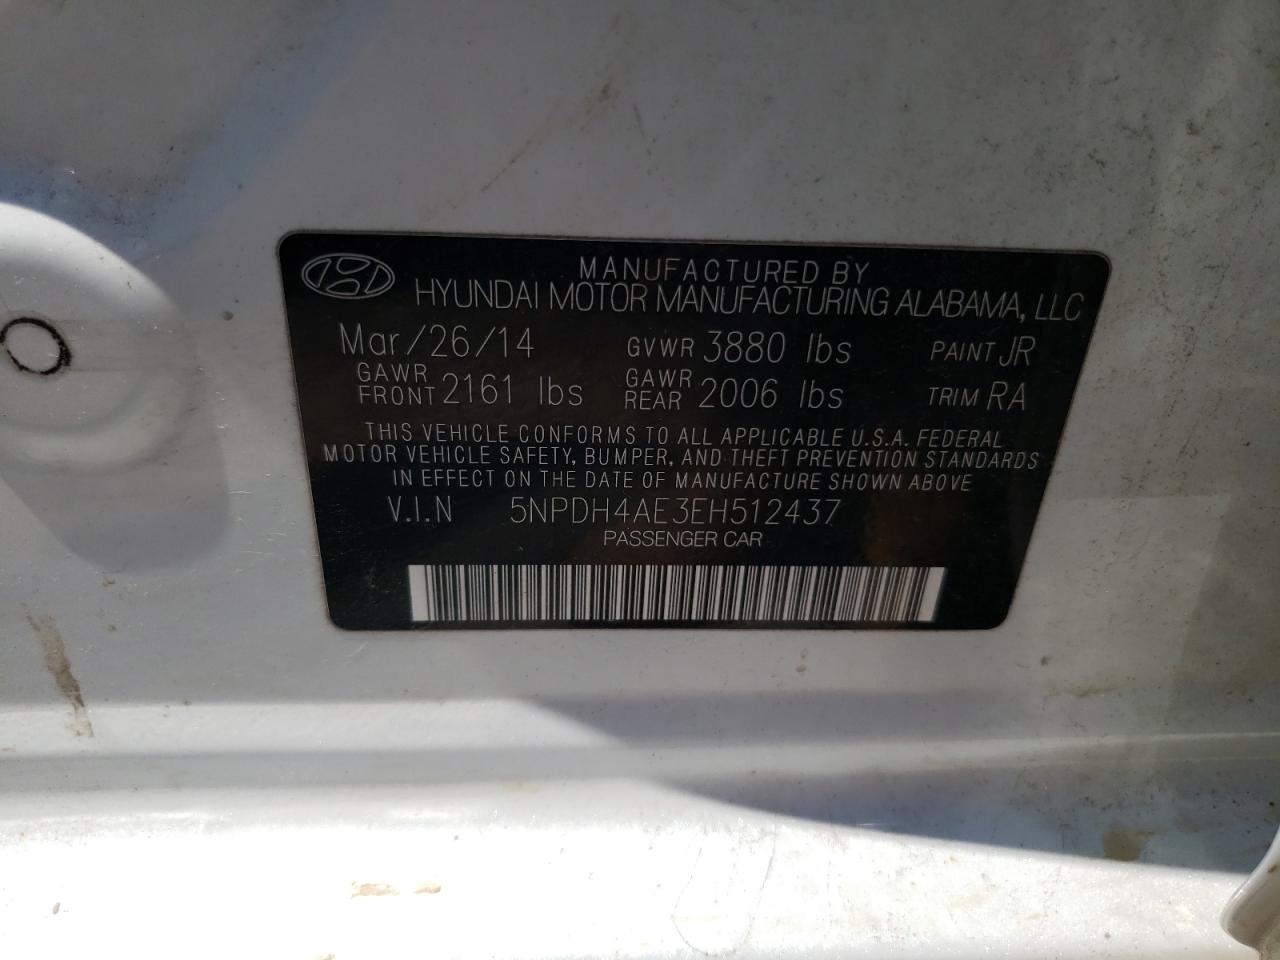 MANUFACTURED BY
HYUNDAI MOTOR MANUFACTURING ALABAMA, LLC
Mar/26/14 GVWR 3880 lbs PAINT JR
GAWR FRONT 2161 lbs GAWR REAR 2006 lbs TRIM RA
THIS VEHICLE CONFORMS TO ALL APPLICABLE U.S.A. FEDERAL
MOTOR VEHICLE SAFETY, BUMPER, AND THEFT PREVENTION STANDARDS
IN EFFECT ON THE DATE OF MANUFACTURE SHOWN ABOVE
V.I.N 5NPDH4AE3EH512437
PASSENGER CAR